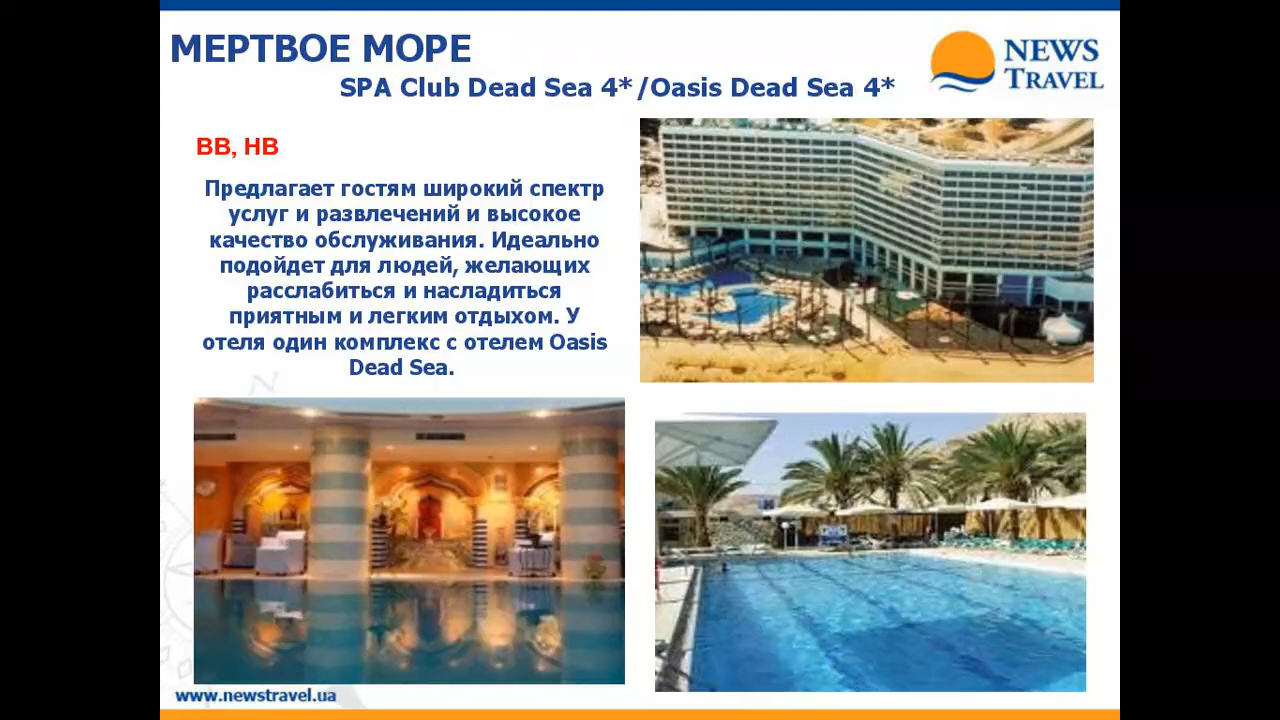 МЕРТВОЕ МОРЕ
SPA Club Dead Sea 4*/Oasis Dead Sea 4*
NEWS
TRAVEL
BB, HB
Предлагает гостям широкий спектр
услуг и развлечений и высокое
качество обслуживания. Идеально
подойдет для людей, желающих
расслабиться и насладиться
приятным и легким отдыхом. У
отеля один комплекс с отелем Oasis
Dead Sea.
www.newstravel.ua